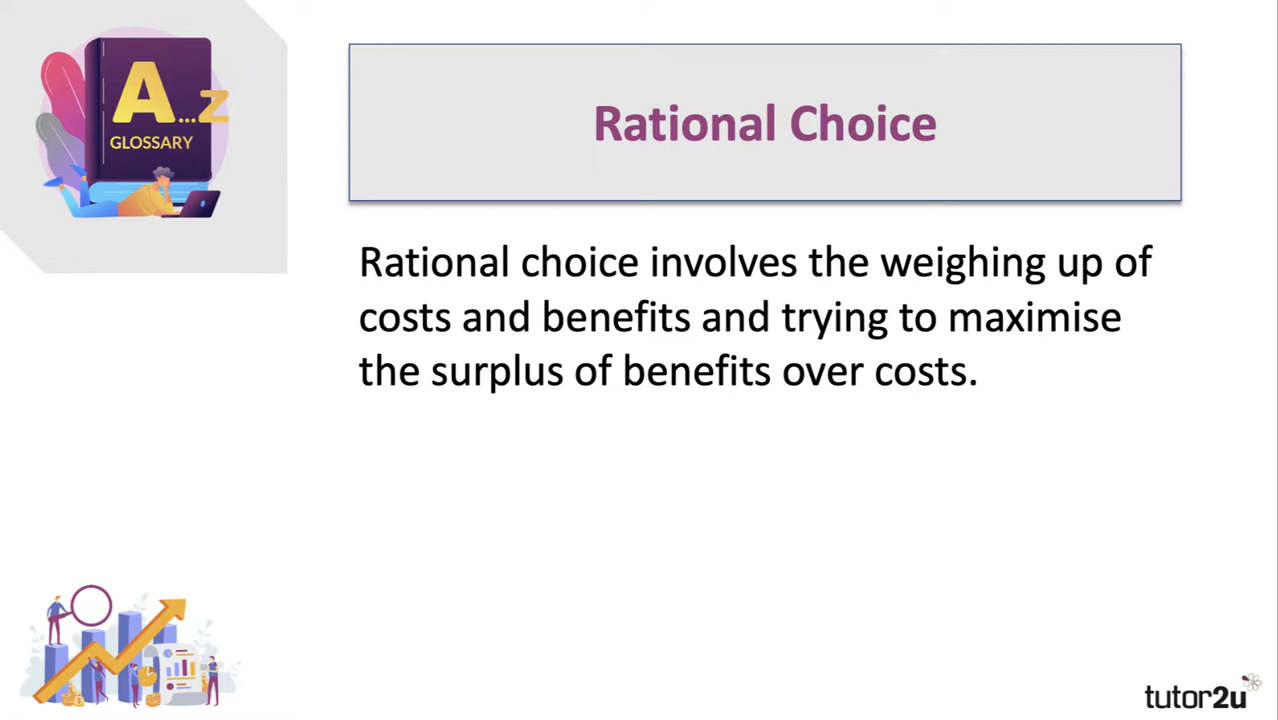 A...Z
GLOSSARY
Rational Choice
Rational choice involves the weighing up of
costs and benefits and trying to maximise
the surplus of benefits over costs.
tutor2u